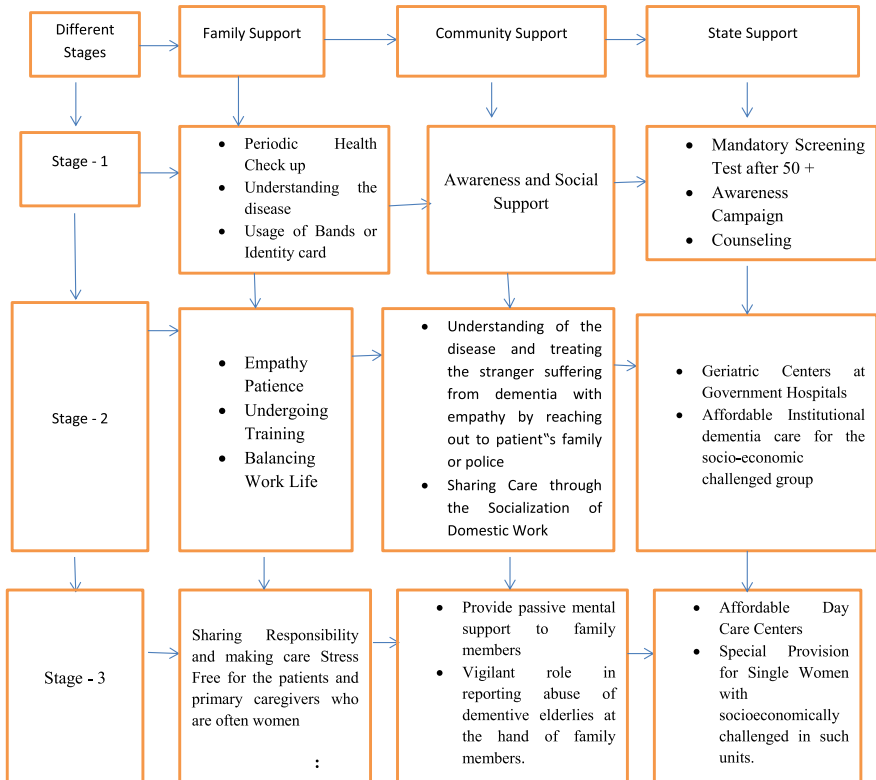 Different
Stages
Family Support
Community Support
State Support
Stage - 1
• Periodic Health
Check up
• Understanding the
disease
• Usage of Bands or
Identity card
Awareness and Social
Support
• Mandatory Screening
Test after 50 +
• Awareness
Campaign
• Counseling
Stage - 2
• Empathy
Patience
• Undergoing
Training
• Balancing
Work Life
• Understanding of the
disease and treating
the stranger suffering
from dementia with
empathy by reaching
out to patient‟s family
or police
• Sharing Care through
the Socialization of
Domestic Work
• Geriatric Centers at
Government Hospitals
• Affordable Institutional
dementia care for the
socio-economic
challenged group
Stage - 3
Sharing Responsibility
and making care Stress
Free for the patients and
primary caregivers who
are often women
:
• Provide passive mental
support to family
members
• Vigilant role in
reporting abuse of
dementive elderlies at
the hand of family
members.
• Affordable Day
Care Centers
• Special Provision
for Single Women
with
socioeconomically
challenged in such
units.